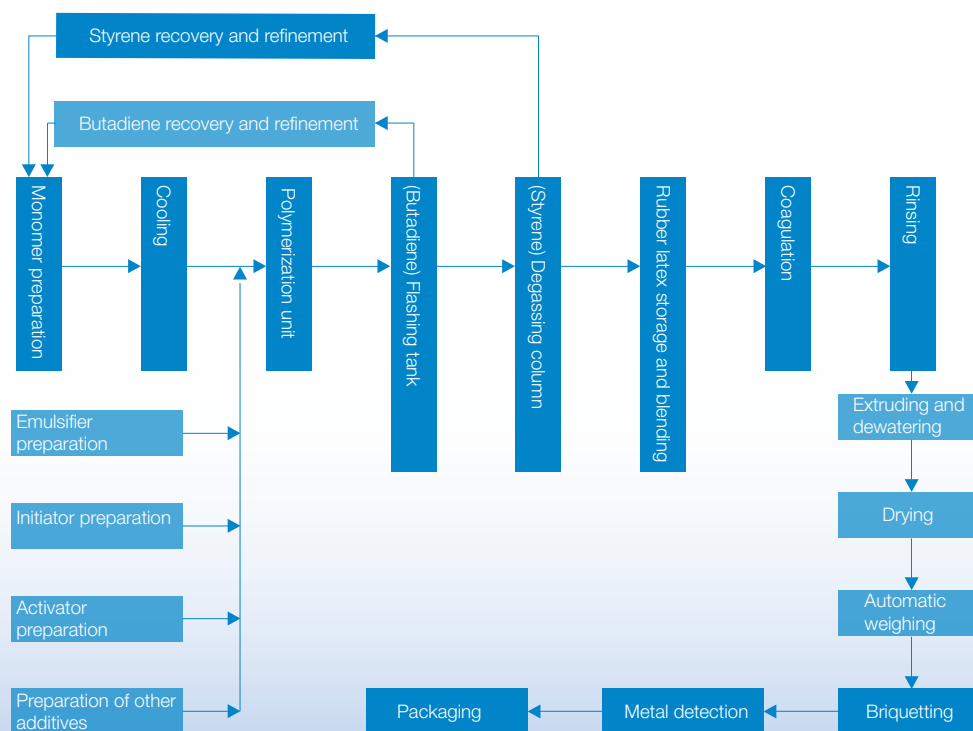 Styrene recovery and refinement
Butadiene recovery and refinement
Monomer preparation
Cooling
Polymerization unit
(Butadiene) Flashing tank
(Styrene) Degassing column
Rubber latex storage and blending
Coagulation
Rinsing
Emulsifier
preparation
Initiator preparation
Activator
preparation
Preparation of other
additives
Extruding and
dewatering
Drying
Automatic
weighing
Briquetting
Metal detection
Packaging